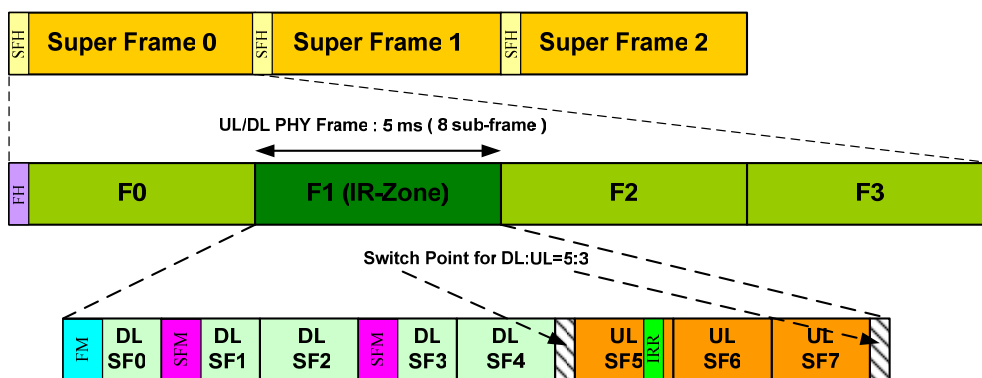 SFH Super Frame 0 SFH Super Frame 1 SFH Super Frame 2
UL/DL PHY Frame : 5 ms ( 8 sub-frame )
FH F0 F1 (IR-Zone) F2 F3
Switch Point for DL:UL=5:3
FM DL SF0 SFM DL SF1 DL SF2 SFM DL SF3 DL SF4 UL SF5 IRR UL SF6 UL SF7